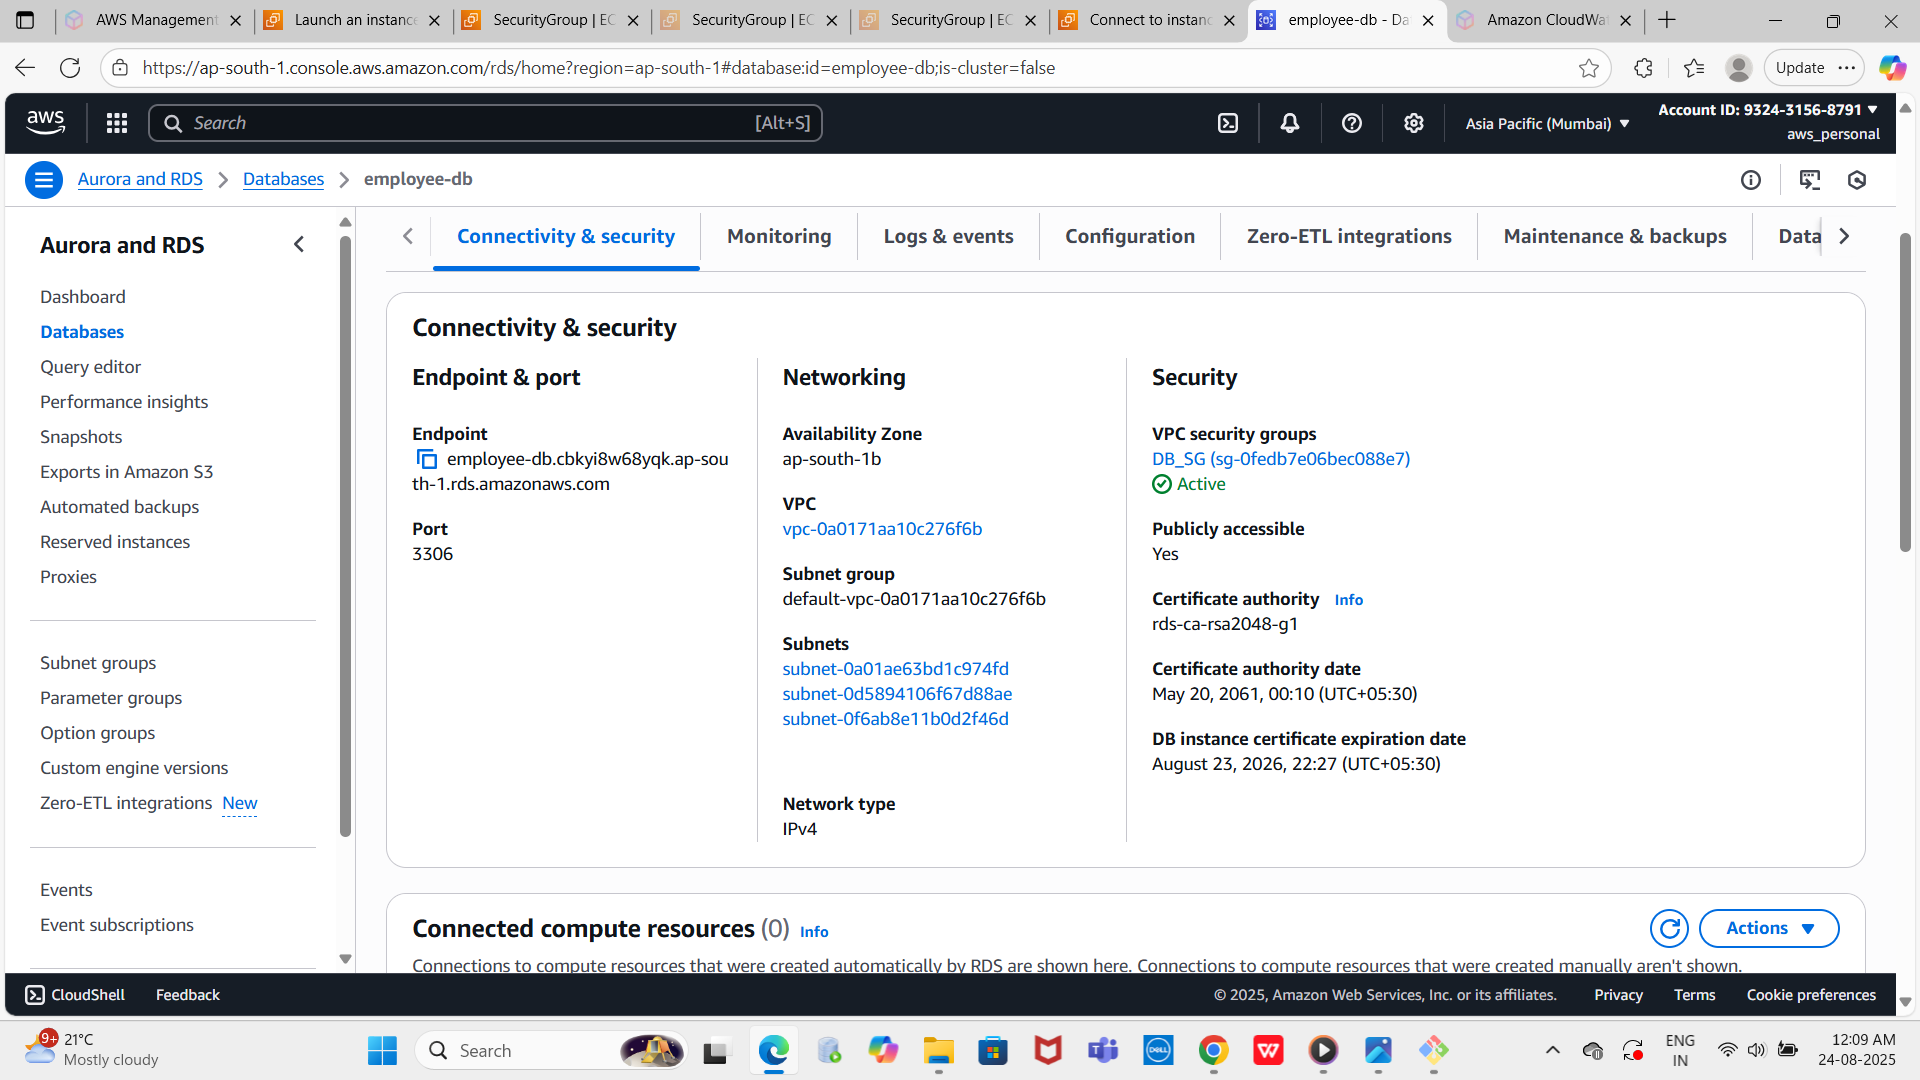 AWS Management
Launch an instance
SecurityGroup | EC
SecurityGroup | EC
SecurityGroup | EC
Connect to instanc
employee-db - Da
Amazon CloudWat
https://ap-south-1.console.aws.amazon.com/rds/home?region=ap-south-1#database:id=employee-db;is-cluster=false
Update
aws
Search
[Alt+S]
Asia Pacific (Mumbai)
Account ID: 9324-3156-8791
aws_personal
Aurora and RDS
Databases
employee-db
Aurora and RDS
Dashboard
Databases
Query editor
Performance insights
Snapshots
Exports in Amazon S3
Automated backups
Reserved instances
Proxies
Subnet groups
Parameter groups
Option groups
Custom engine versions
Zero-ETL integrations New
Events
Event subscriptions
Connectivity & security
Monitoring
Logs & events
Configuration
Zero-ETL integrations
Maintenance & backups
Data
Connectivity & security
Endpoint & port
Endpoint
employee-db.cbkyi8w68yqk.ap-sou
th-1.rds.amazonaws.com
Port
3306
Networking
Availability Zone
ap-south-1b
VPC
vpc-0a0171aa10c276f6b
Subnet group
default-vpc-0a0171aa10c276f6b
Subnets
subnet-0a01ae63bd1c974fd
subnet-0d5894106f67d88ae
subnet-0f6ab8e11b0d2f46d
Network type
IPv4
Security
VPC security groups
DB_SG (sg-0fedb7e06bec088e7)
Active
Publicly accessible
Yes
Certificate authority Info
rds-ca-rsa2048-g1
Certificate authority date
May 20, 2061, 00:10 (UTC+05:30)
DB instance certificate expiration date
August 23, 2026, 22:27 (UTC+05:30)
Connected compute resources (0) Info
Actions
Connections to compute resources that were created automatically by RDS are shown here. Connections to compute resources that were created manually aren't shown.
CloudShell
Feedback
© 2025, Amazon Web Services, Inc. or its affiliates.
Privacy
Terms
Cookie preferences
9+
21°C
Mostly cloudy
Search
DELL
W
ENG
IN
12:09 AM
24-08-2025